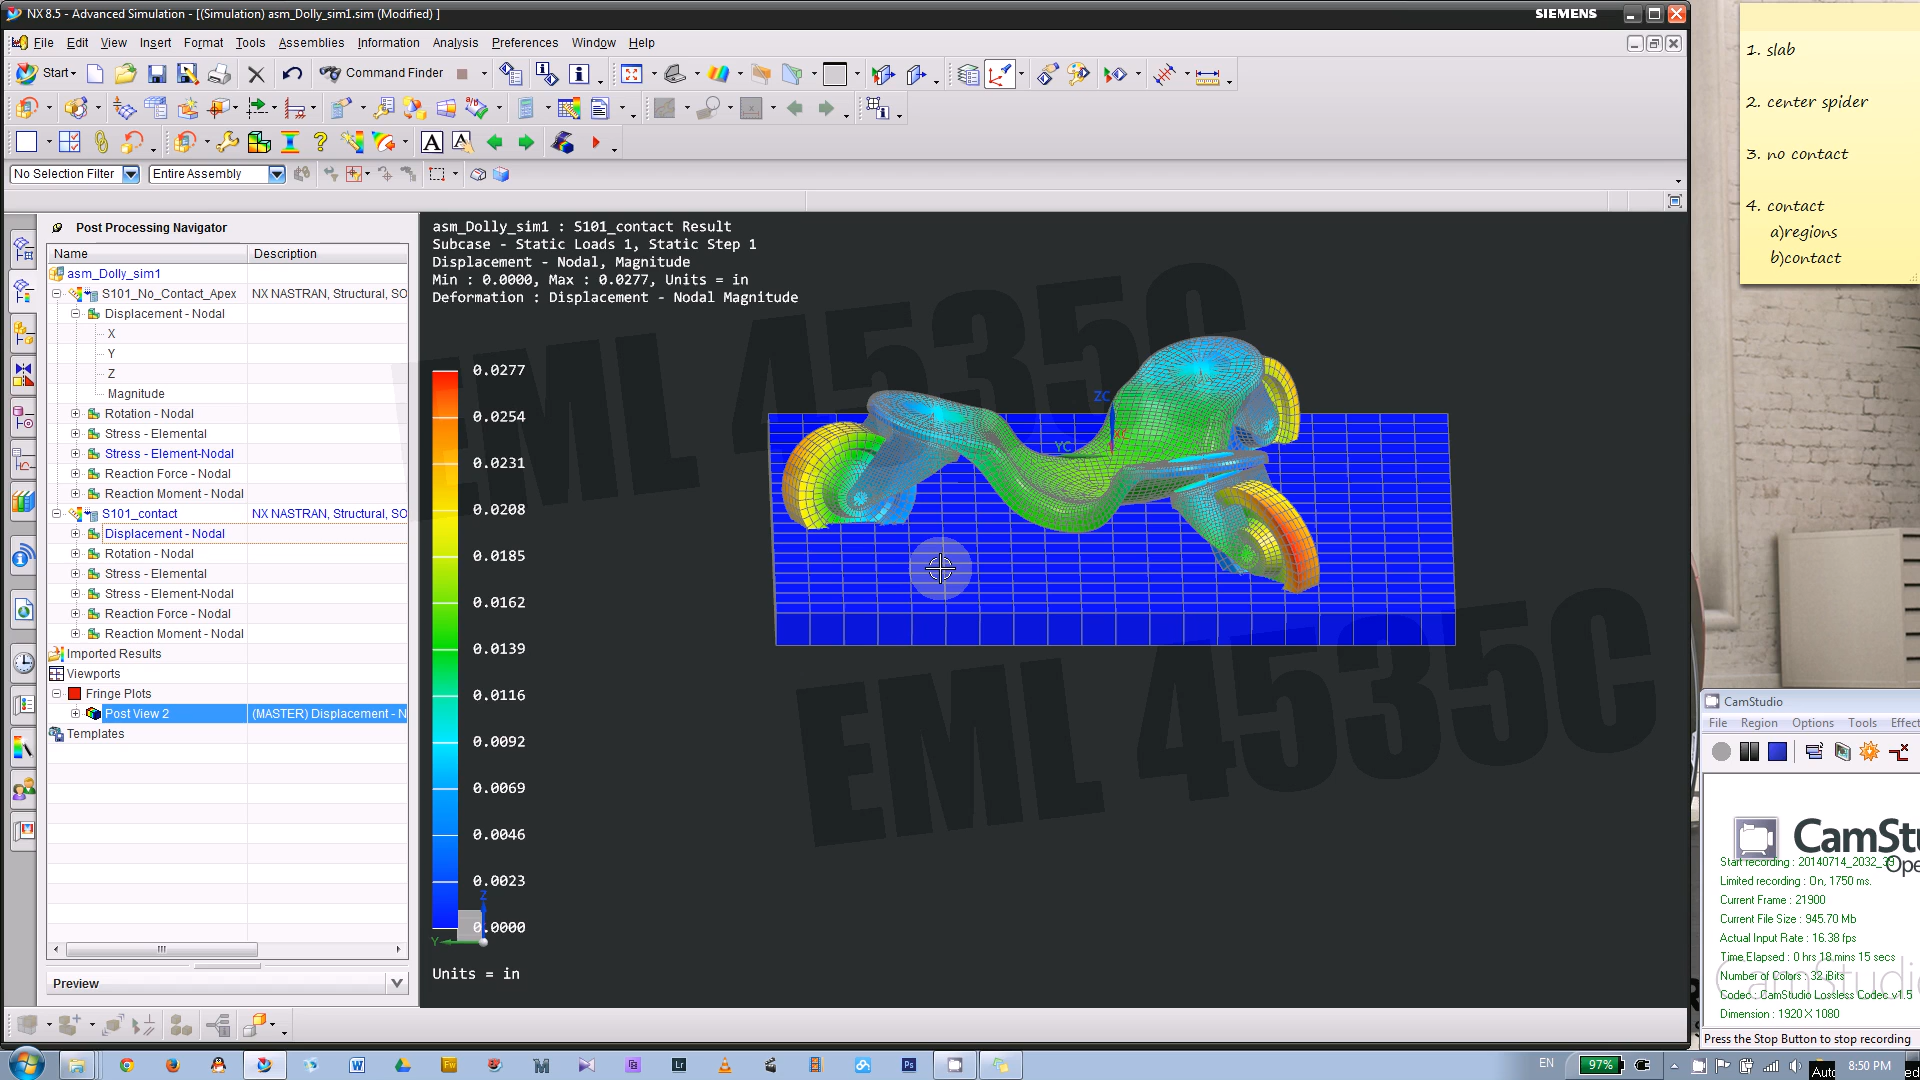 NX 8.5 - Advanced Simulation - [(Simulation) asm_Dolly_sim1.sim (Modified) ]
SIEMENS
File Edit View Insert Format Tools Assemblies Information Analysis Preferences Window Help
Start Command Finder
No Selection Filter Entire Assembly
Post Processing Navigator
Name Description
asm_Dolly_sim1
S101_No_Contact_Apex NX NASTRAN, Structural, SO
Displacement - Nodal
X
Y
Z
Magnitude
Rotation - Nodal
Stress - Elemental
Stress - Element-Nodal
Reaction Force - Nodal
Reaction Moment - Nodal
S101_contact NX NASTRAN, Structural, SO
Displacement - Nodal
Rotation - Nodal
Stress - Elemental
Stress - Element-Nodal
Reaction Force - Nodal
Reaction Moment - Nodal
Imported Results
Viewports
Fringe Plots
Post View 2 (MASTER) Displacement - N
Templates
Preview
asm_Dolly_sim1 : S101_contact Result
Subcase - Static Loads 1, Static Step 1
Displacement - Nodal, Magnitude
Min : 0.0000, Max : 0.0277, Units = in
Deformation : Displacement - Nodal Magnitude
0.0277
0.0254
0.0231
0.0208
0.0185
0.0162
0.0139
0.0116
0.0092
0.0069
0.0046
0.0023
0.0000
Z
Y
Units = in
ZC
YC
EML 4535C
EML 4535C
1. slab
2. center spider
3. no contact
4. contact
a)regions
b)contact
CamStudio
File Region Options Tools Effect
CamStu
Ope
Start recording : 20140714_2032_39
Limited recording : On, 1750 ms.
Current Frame : 21900
Current File Size : 945.70 Mb
Actual Input Rate : 16.38 fps
Time Elapsed : 0 hrs 18 mins 15 secs
Number of Colors : 32 Bits
Codec : CamStudio Lossless Codec v1.5
Dimension : 1920 X 1080
Press the Stop Button to stop recording
EN 97% 8:50 PM